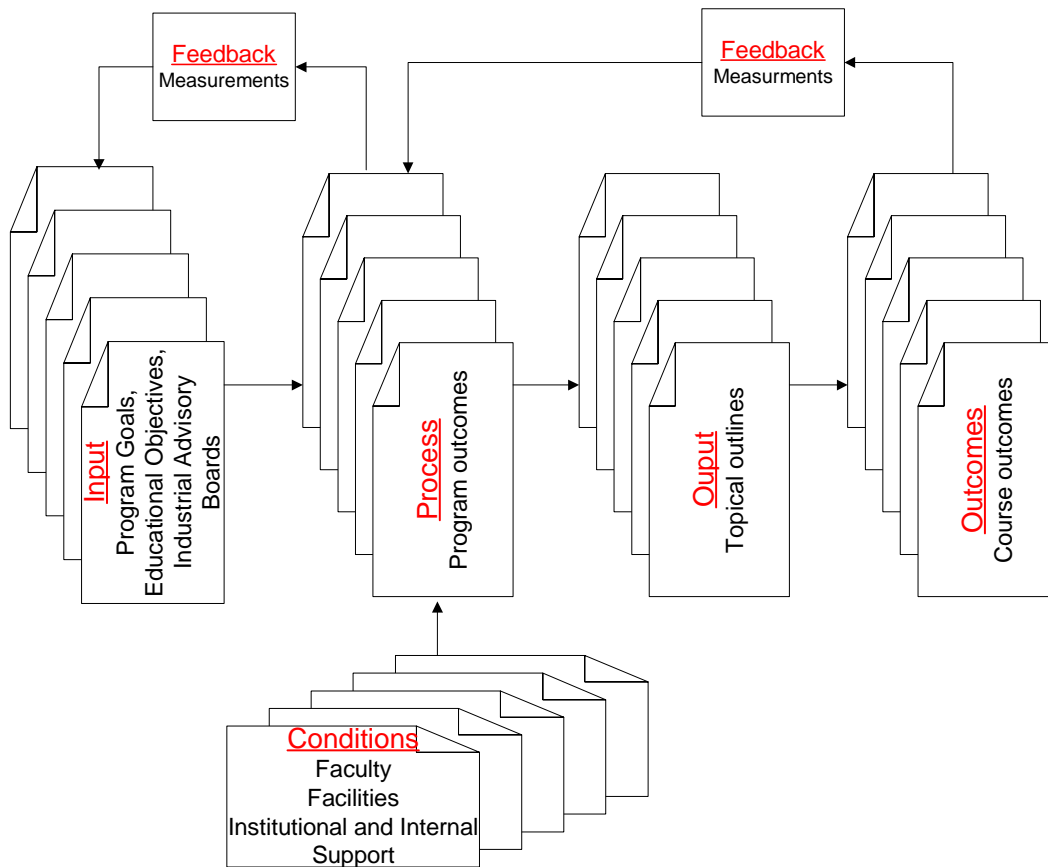 Feedback
Measurements
Feedback
Measurments
Input
Program Goals,
Educational Objectives,
Industrial Advisory
Boards
Process
Program outcomes
Ouput
Topical outlines
Outcomes
Course outcomes
Conditions
Faculty
Facilities
Institutional and Internal
Support